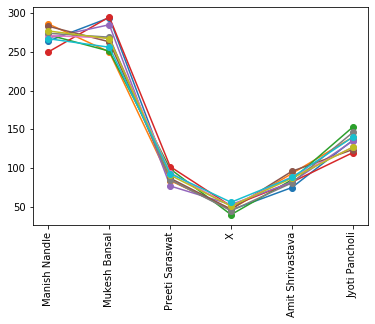 300
250
200
150
100
50
Manish Nandle
Mukesh Bansal
Preeti Saraswat
X
Amit Shrivastava
Jyoti Pancholi